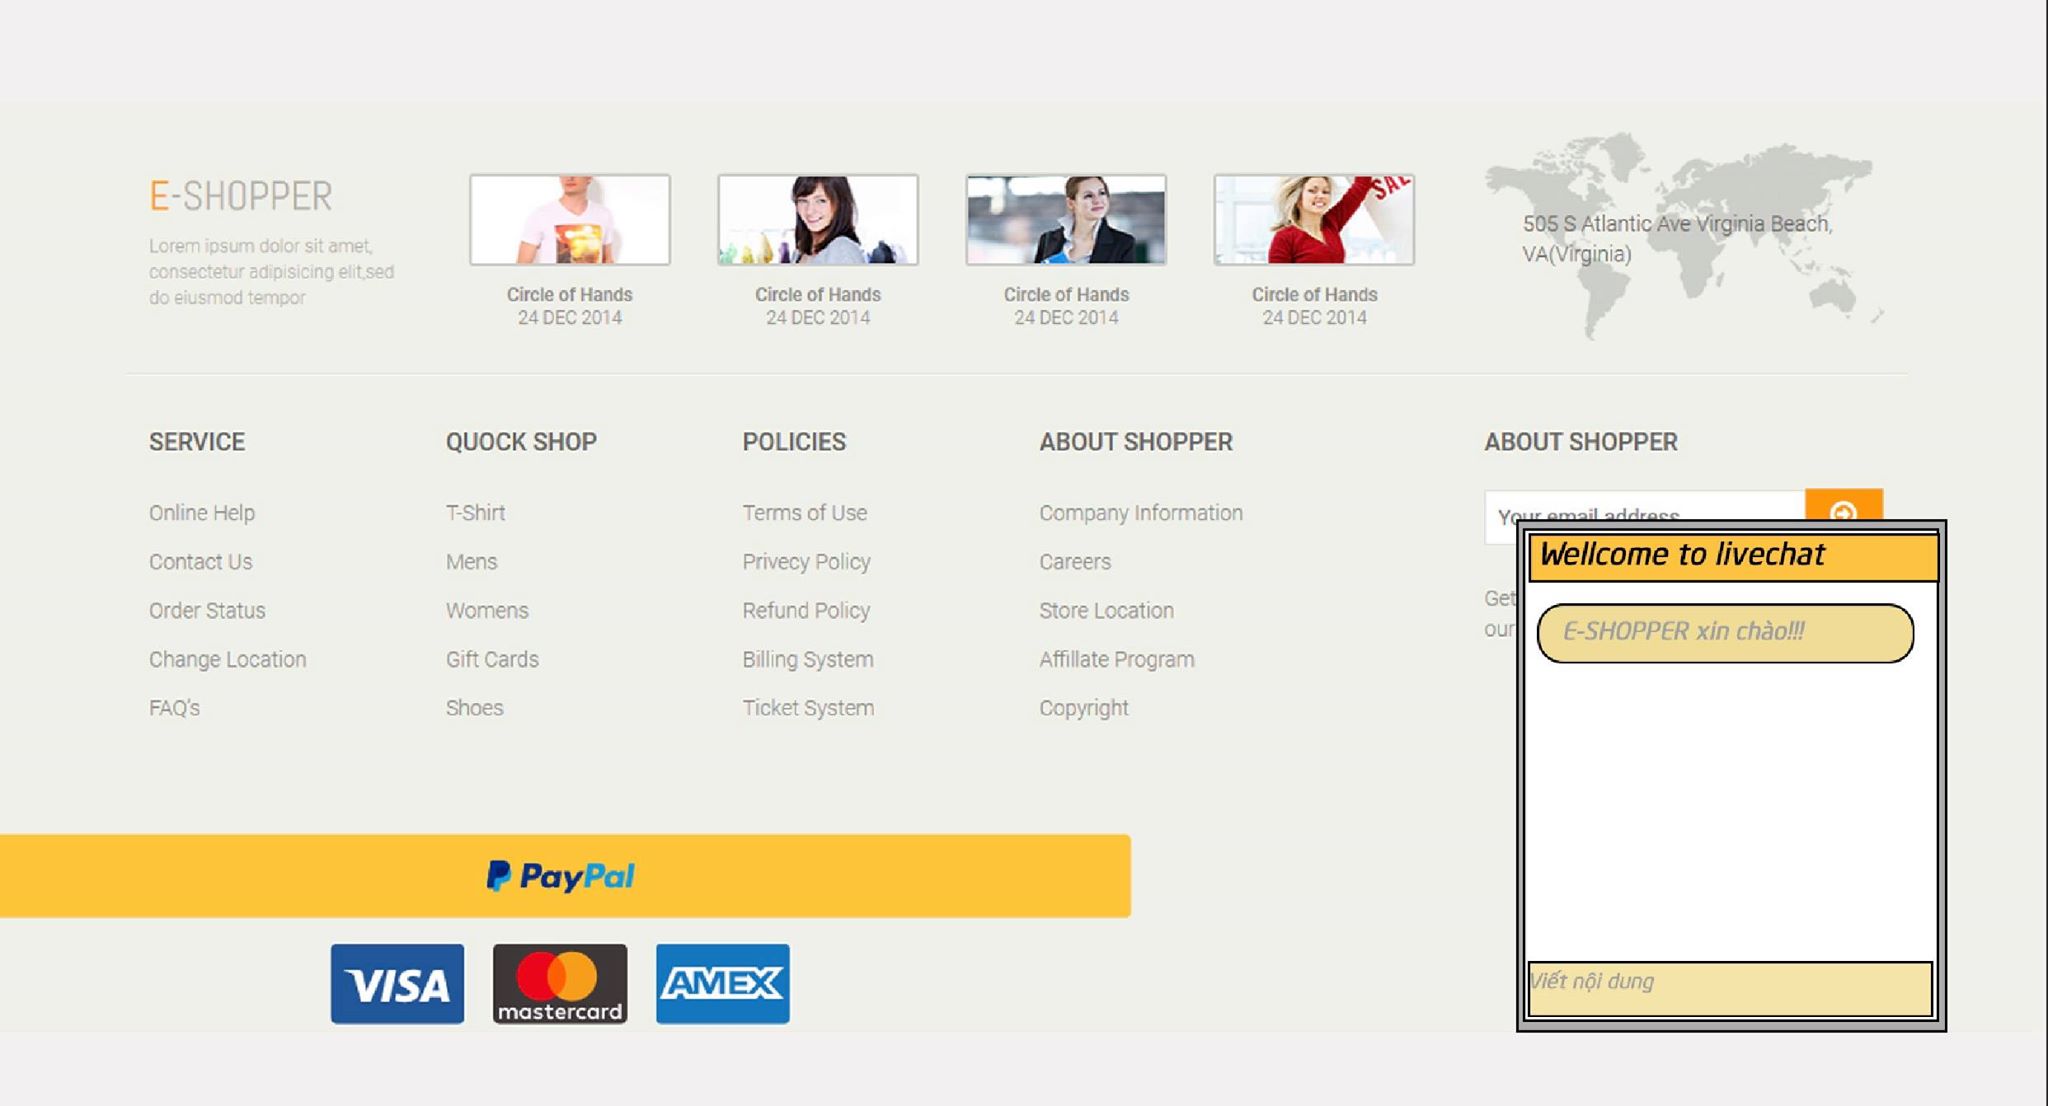 E-SHOPPER
Lorem ipsum dolor sit amet,
consectetur adipisicing elit,sed
do eiusmod tempor
SALE
Circle of Hands
24 DEC 2014
Circle of Hands
24 DEC 2014
Circle of Hands
24 DEC 2014
Circle of Hands
24 DEC 2014
505 S Atlantic Ave Virginia Beach,
VA(Virginia)
SERVICE
Online Help
Contact Us
Order Status
Change Location
FAQ's
QUOCK SHOP
T-Shirt
Mens
Womens
Gift Cards
Shoes
POLICIES
Terms of Use
Privecy Policy
Refund Policy
Billing System
Ticket System
ABOUT SHOPPER
Company Information
Careers
Store Location
Affillate Program
Copyright
ABOUT SHOPPER
Your email address
Get
our
Wellcome to livechat
E-SHOPPER xin chào!!!
Viết nội dung
PayPal
VISA
mastercard
AMEX